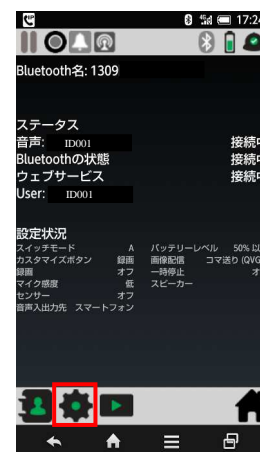 17:24
Bluetooth名: 1309
ステータス
音声: ID001 接続中
Bluetoothの状態 接続
ウェブサービス 接続
User: ID001
設定状況
スイッチモード A バッテリーレベル 50% 以
カスタマイズボタン 録画 画像配信 コマ送り (QVG
録画 オフ 一時停止 オ
マイク感度 低 スピーカー
センサー オフ
音声入出力先 スマートフォン